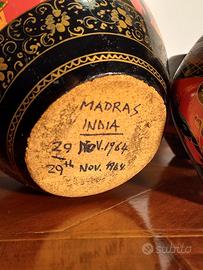 MADRAS
INDIA
29 NOV. 1964
29th NOV. 1964
subito